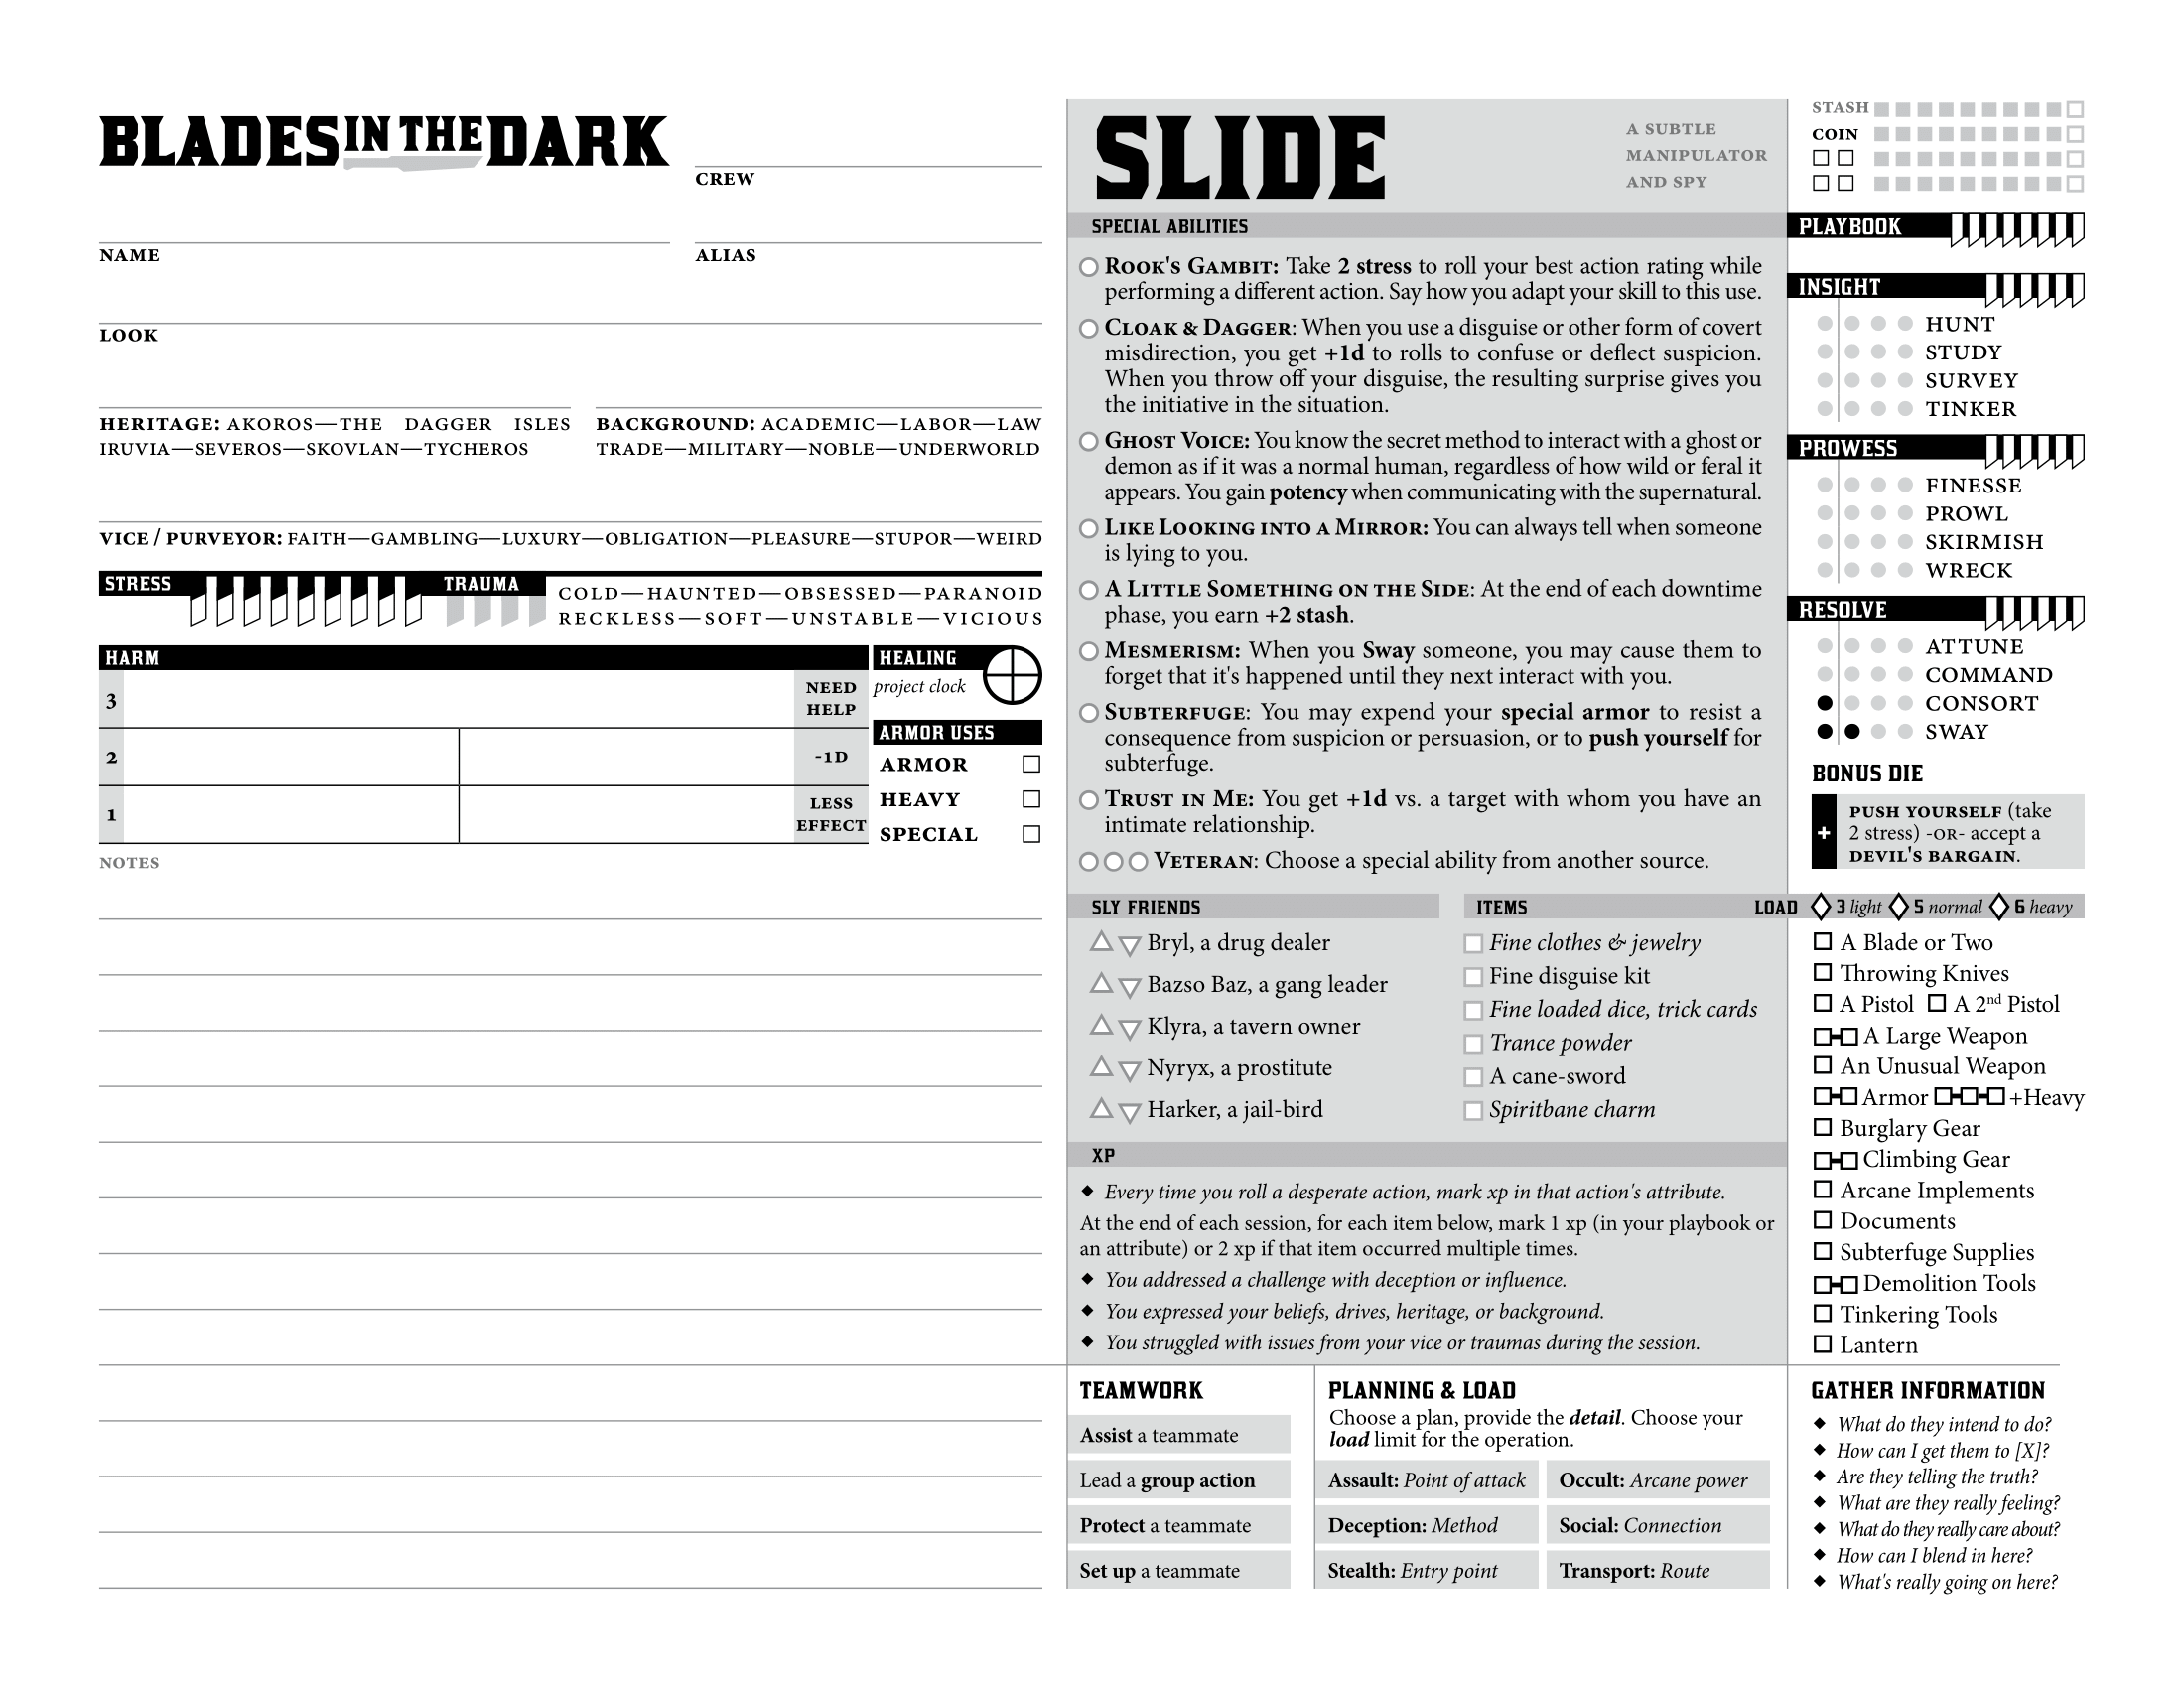 BLADES IN THE DARK
CREW
NAME
ALIAS
LOOK
HERITAGE: AKOROS—THE DAGGER ISLES
IRUVIA—SEVEROS—SKOVLAN—TYCHEROS
BACKGROUND: ACADEMIC—LABOR—LAW
TRADE—MILITARY—NOBLE—UNDERWORLD
VICE / PURVEYOR: FAITH—GAMBLING—LUXURY—OBLIGATION—PLEASURE—STUPOR—WEIRD
STRESS
TRAUMA
COLD—HAUNTED—OBSESSED—PARANOID
RECKLESS—SOFT—UNSTABLE—VICIOUS
HARM
3
NEED
HELP
2
-1D
1
LESS
EFFECT
HEALING
project clock
ARMOR USES
ARMOR
HEAVY
SPECIAL
NOTES
SLIDE
A SUBTLE
MANIPULATOR
AND SPY
SPECIAL ABILITIES
ROOK'S GAMBIT: Take 2 stress to roll your best action rating while
performing a different action. Say how you adapt your skill to this use.
CLOAK & DAGGER: When you use a disguise or other form of covert
misdirection, you get +1d to rolls to confuse or deflect suspicion.
When you throw off your disguise, the resulting surprise gives you
the initiative in the situation.
GHOST VOICE: You know the secret method to interact with a ghost or
demon as if it was a normal human, regardless of how wild or feral it
appears. You gain potency when communicating with the supernatural.
LIKE LOOKING INTO A MIRROR: You can always tell when someone
is lying to you.
A LITTLE SOMETHING ON THE SIDE: At the end of each downtime
phase, you earn +2 stash.
MESMERISM: When you Sway someone, you may cause them to
forget that it's happened until they next interact with you.
SUBTERFUGE: You may expend your special armor to resist a
consequence from suspicion or persuasion, or to push yourself for
subterfuge.
TRUST IN ME: You get +1d vs. a target with whom you have an
intimate relationship.
VETERAN: Choose a special ability from another source.
SLY FRIENDS
Bryl, a drug dealer
Bazso Baz, a gang leader
Klyra, a tavern owner
Nyryx, a prostitute
Harker, a jail-bird
ITEMS
Fine clothes & jewelry
Fine disguise kit
Fine loaded dice, trick cards
Trance powder
A cane-sword
Spiritbane charm
XP
Every time you roll a desperate action, mark xp in that action's attribute.
At the end of each session, for each item below, mark 1 xp (in your playbook or
an attribute) or 2 xp if that item occurred multiple times.
You addressed a challenge with deception or influence.
You expressed your beliefs, drives, heritage, or background.
You struggled with issues from your vice or traumas during the session.
TEAMWORK
Assist a teammate
Lead a group action
Protect a teammate
Set up a teammate
PLANNING & LOAD
Choose a plan, provide the detail. Choose your
load limit for the operation.
Assault: Point of attack
Occult: Arcane power
Deception: Method
Social: Connection
Stealth: Entry point
Transport: Route
STASH
COIN
PLAYBOOK
INSIGHT
HUNT
STUDY
SURVEY
TINKER
PROWESS
FINESSE
PROWL
SKIRMISH
WRECK
RESOLVE
ATTUNE
COMMAND
CONSORT
SWAY
BONUS DIE
+
PUSH YOURSELF (take
2 stress) -OR- accept a
DEVIL'S BARGAIN.
LOAD 3 light 5 normal 6 heavy
A Blade or Two
Throwing Knives
A Pistol A 2nd Pistol
A Large Weapon
An Unusual Weapon
Armor +Heavy
Burglary Gear
Climbing Gear
Arcane Implements
Documents
Subterfuge Supplies
Demolition Tools
Tinkering Tools
Lantern
GATHER INFORMATION
What do they intend to do?
How can I get them to [X]?
Are they telling the truth?
What are they really feeling?
What do they really care about?
How can I blend in here?
What's really going on here?